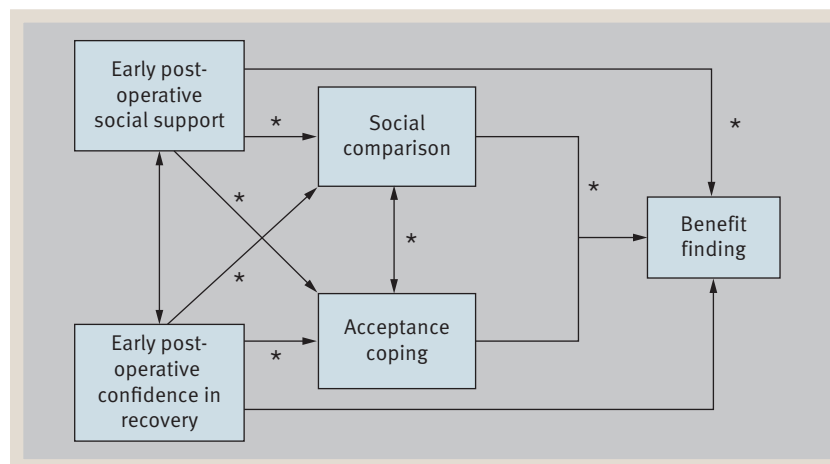 Early post-
operative
social support
*
Social
comparison
*
*
*
*
*
Benefit
finding
Early post-
operative
confidence in
recovery
*
Acceptance
coping